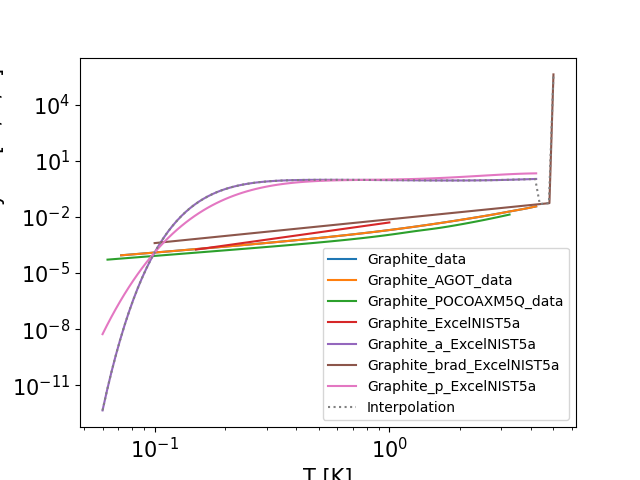 10^4
10^1
10^-2
10^-5
10^-8
10^-11
Graphite_data
Graphite_AGOT_data
Graphite_POCOAXM5Q_data
Graphite_ExcelNIST5a
Graphite_a_ExcelNIST5a
Graphite_brad_ExcelNIST5a
Graphite_p_ExcelNIST5a
Interpolation
10^-1
10^0
T [K]